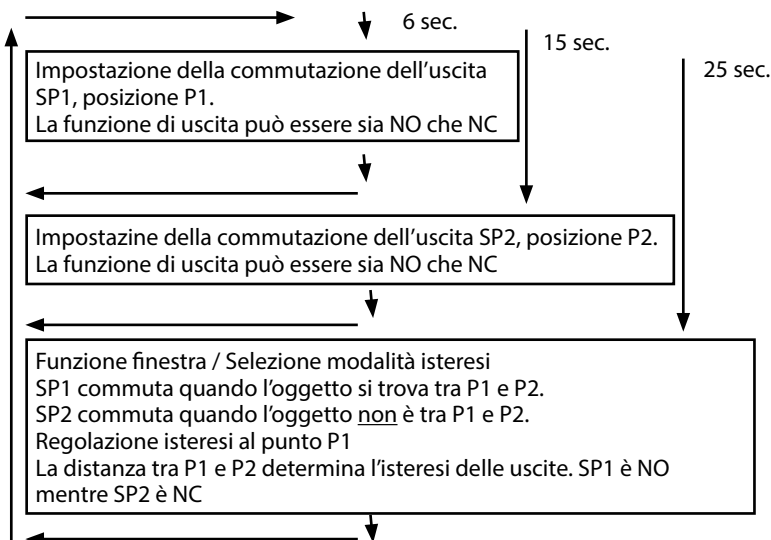 6 sec.
15 sec.
25 sec.
Impostazione della commutazione dell'uscita
SP1, posizione P1.
La funzione di uscita può essere sia NO che NC
Impostazine della commutazione dell'uscita SP2, posizione P2.
La funzione di uscita può essere sia NO che NC
Funzione finestra / Selezione modalità isteresi
SP1 commuta quando l'oggetto si trova tra P1 e P2.
SP2 commuta quando l'oggetto non è tra P1 e P2.
Regolazione isteresi al punto P1
La distanza tra P1 e P2 determina l'isteresi delle uscite. SP1 è NO
mentre SP2 è NC